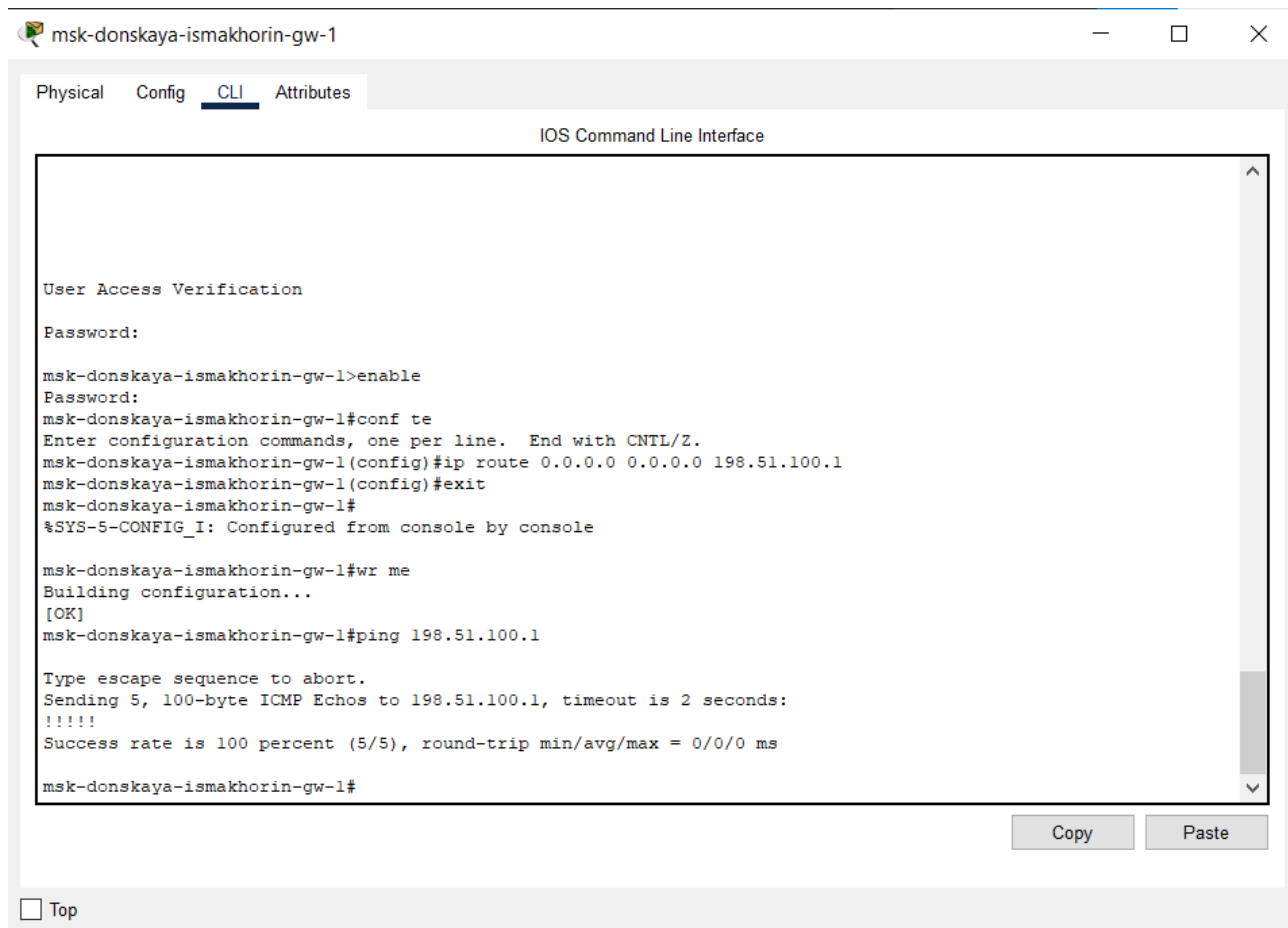 msk-donskaya-ismakhorin-gw-1
Physical Config CLI Attributes
IOS Command Line Interface
User Access Verification
Password:
msk-donskaya-ismakhorin-gw-1>enable
Password:
msk-donskaya-ismakhorin-gw-1#conf te
Enter configuration commands, one per line.  End with CNTL/Z.
msk-donskaya-ismakhorin-gw-1(config)#ip route 0.0.0.0 0.0.0.0 198.51.100.1
msk-donskaya-ismakhorin-gw-1(config)#exit
msk-donskaya-ismakhorin-gw-1#
%SYS-5-CONFIG_I: Configured from console by console
msk-donskaya-ismakhorin-gw-1#wr me
Building configuration...
[OK]
msk-donskaya-ismakhorin-gw-1#ping 198.51.100.1
Type escape sequence to abort.
Sending 5, 100-byte ICMP Echos to 198.51.100.1, timeout is 2 seconds:
!!!!!
Success rate is 100 percent (5/5), round-trip min/avg/max = 0/0/0 ms
msk-donskaya-ismakhorin-gw-1#
Copy Paste
Top